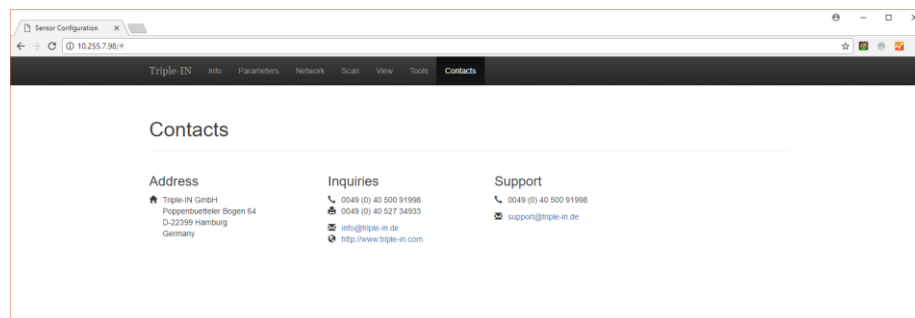 Sensor Configuration
10.255.7.98/#
Triple-IN Info Parameters Network Scan View Tools Contacts
Contacts
Address
Triple-IN GmbH
Poppenbuetteler Bogen 64
D-22399 Hamburg
Germany
Inquiries
0049 (0) 40 500 91998
0049 (0) 40 527 34933
info@triple-in.de
http://www.triple-in.com
Support
0049 (0) 40 500 91998
support@triple-in.de